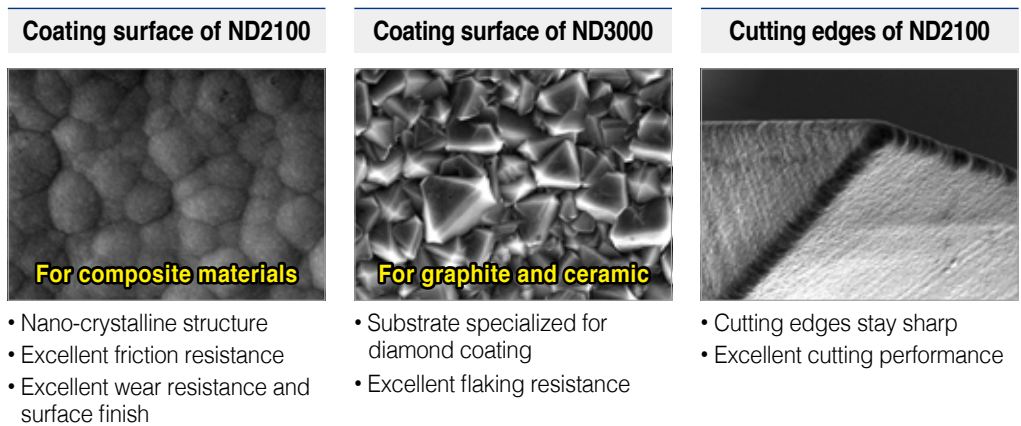 Coating surface of ND2100
For composite materials
• Nano-crystalline structure
• Excellent friction resistance
• Excellent wear resistance and
surface finish
Coating surface of ND3000
For graphite and ceramic
• Substrate specialized for
diamond coating
• Excellent flaking resistance
Cutting edges of ND2100
• Cutting edges stay sharp
• Excellent cutting performance